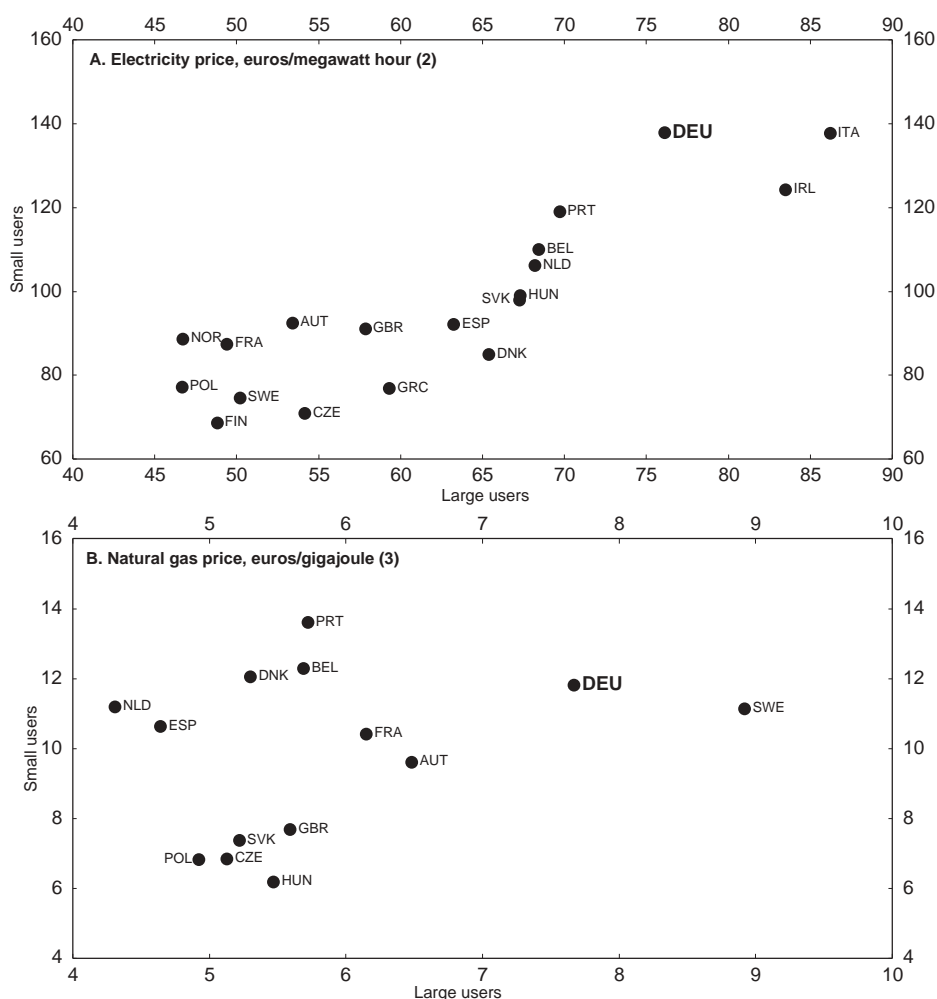 40 45 50 55 60 65 70 75 80 85 90
160 160
A. Electricity price, euros/megawatt hour (2)
140 DEU ITA 140
IRL
120 PRT 120
BEL
NLD
Small users
100 SVK HUN 100
AUT GBR ESP
NOR FRA
DNK
80 POL GRC 80
SWE
CZE
FIN
60 60
40 45 50 55 60 65 70 75 80 85 90
Large users
4 5 6 7 8 9 10
16 16
B. Natural gas price, euros/gigajoule (3)
14 PRT 14
BEL
12 DNK DEU 12
NLD SWE
ESP
FRA
Small users
10 AUT 10
8 GBR 8
SVK
POL CZE
6 HUN 6
4 4
4 5 6 7 8 9 10
Large users